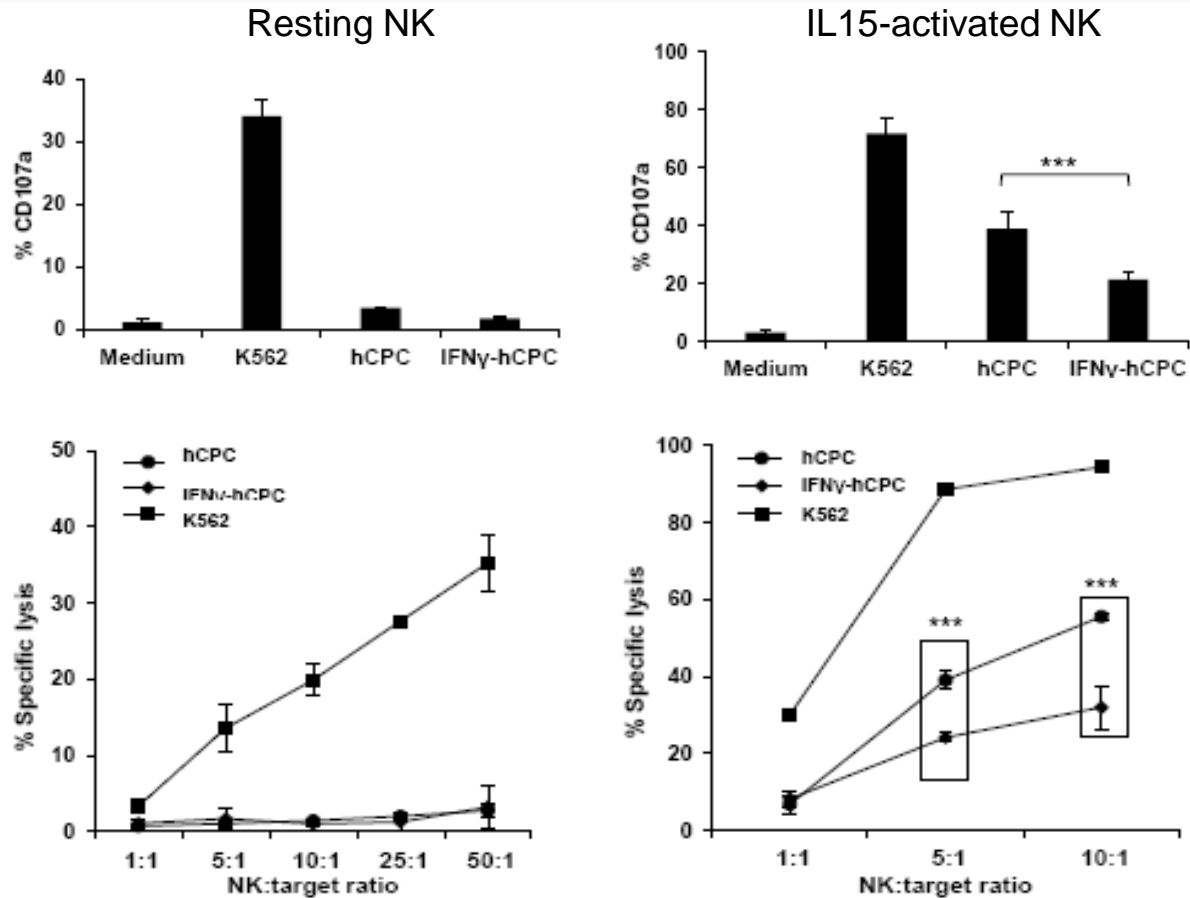 Resting NK
IL15-activated NK
% CD107a
40
30
20
10
0
Medium K562 hCPC IFNγ-hCPC
% CD107a
100
80
60
40
20
0
***
Medium K562 hCPC IFNγ-hCPC
% Specific lysis
50
40
30
20
10
0
hCPC
IFNγ-hCPC
K562
1:1 5:1 10:1 25:1 50:1
NK:target ratio
% Specific lysis
100
80
60
40
20
0
hCPC
IFNγ-hCPC
K562
***
***
1:1 5:1 10:1
NK:target ratio